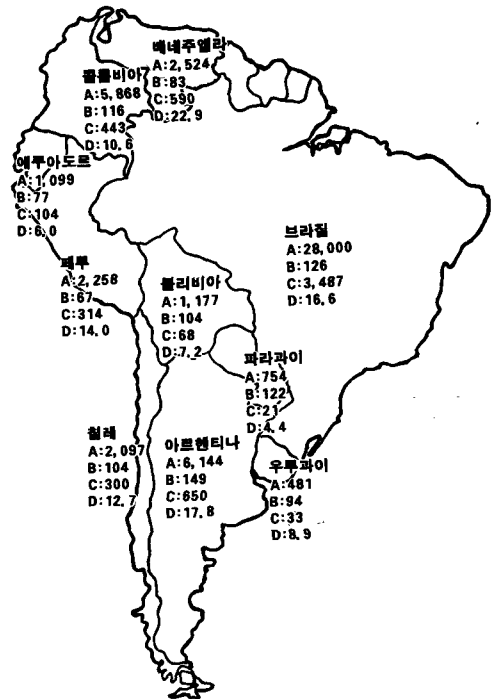 베네주엘라
A:2,524
B:83
C:590
D:22.9
콜롬비아
A:5,868
B:116
C:443
D:10.6
에쿠아도르
A:1,099
B:77
C:104
D:6.0
페루
A:2,258
B:67
C:314
D:14.0
볼리비아
A:1,177
B:104
C:68
D:7.2
브라질
A:28,000
B:126
C:3,487
D:16.6
파라과이
A:754
B:122
C:21
D:4.4
칠레
A:2,097
B:104
C:300
D:12.7
아르헨티나
A:6,144
B:149
C:650
D:17.8
우루과이
A:481
B:94
C:33
D:8.9